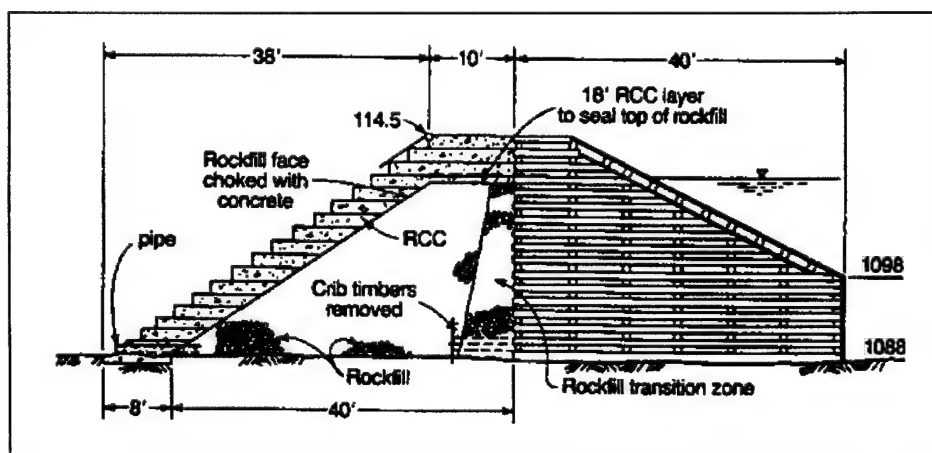 38'
10'
40'
18' RCC layer
to seal top of rockfill
114.5
Rockfill face
choked with
concrete
RCC
pipe
Crib timbers
removed
1098
1088
Rockfill
Rockfill transition zone
8'
40'